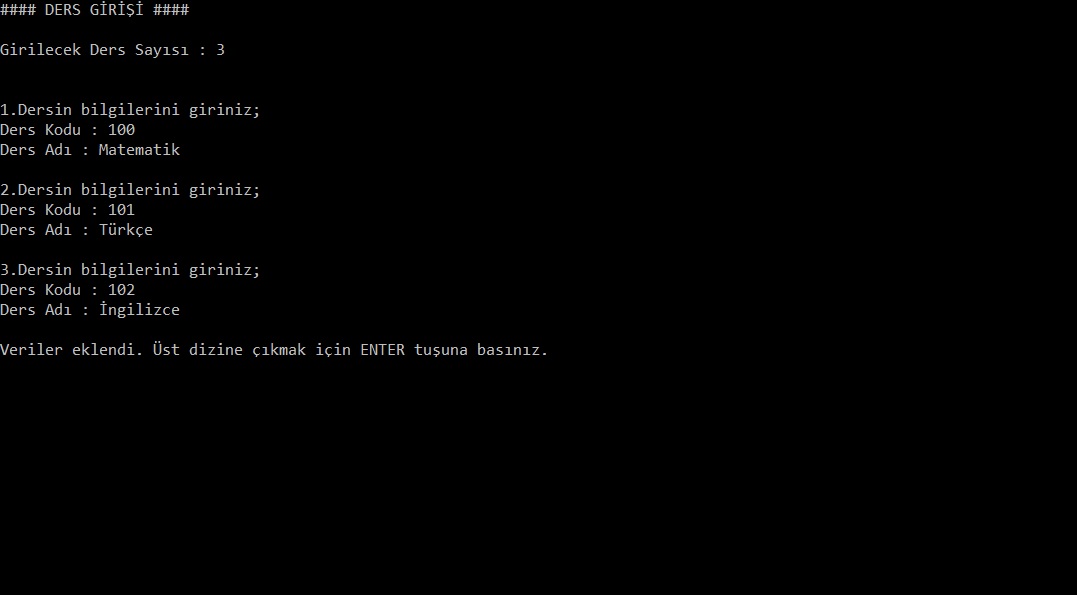 #### DERS GİRİŞİ ####
Girilecek Ders Sayısı : 3
1.Dersin bilgilerini giriniz;
Ders Kodu : 100
Ders Adı : Matematik
2.Dersin bilgilerini giriniz;
Ders Kodu : 101
Ders Adı : Türkçe
3.Dersin bilgilerini giriniz;
Ders Kodu : 102
Ders Adı : İngilizce
Veriler eklendi. Üst dizine çıkmak için ENTER tuşuna basınız.